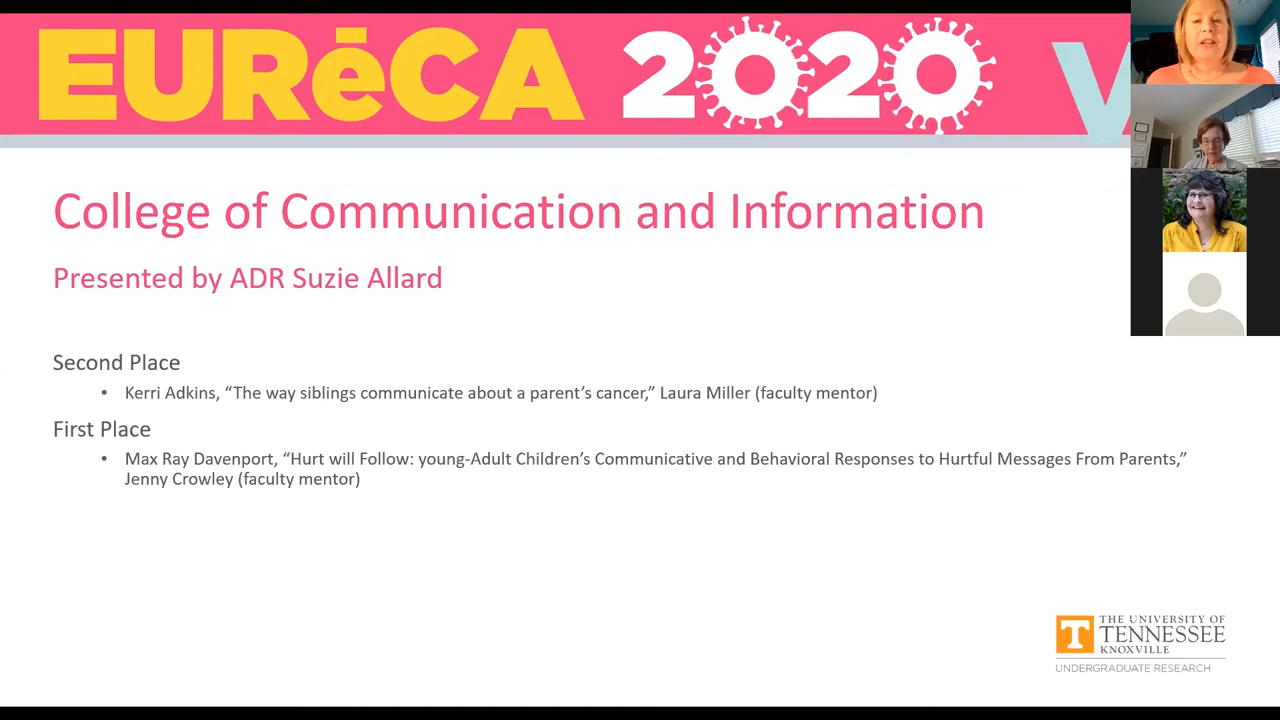 EURēCA 2020 V
College of Communication and Information
Presented by ADR Suzie Allard
Second Place
• Kerri Adkins, “The way siblings communicate about a parent’s cancer,” Laura Miller (faculty mentor)
First Place
• Max Ray Davenport, “Hurt will Follow: young-Adult Children’s Communicative and Behavioral Responses to Hurtful Messages From Parents,”
Jenny Crowley (faculty mentor)
T
THE UNIVERSITY OF
TENNESSEE
KNOXVILLE
UNDERGRADUATE RESEARCH